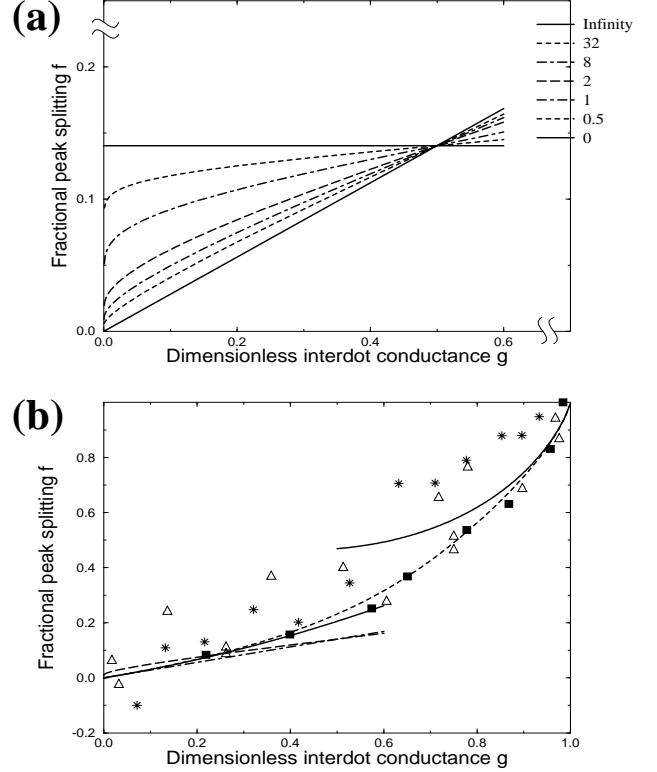 (a)
Infinity
32
8
2
1
0.5
0
0.2
0.1
0.0
Fractional peak splitting f
0.0 0.2 0.4 0.6
Dimensionless interdot conductance g
(b)
0.8
0.6
0.4
0.2
0.0
-0.2
Fractional peak splitting f
0.0 0.2 0.4 0.6 0.8 1.0
Dimensionless interdot conductance g